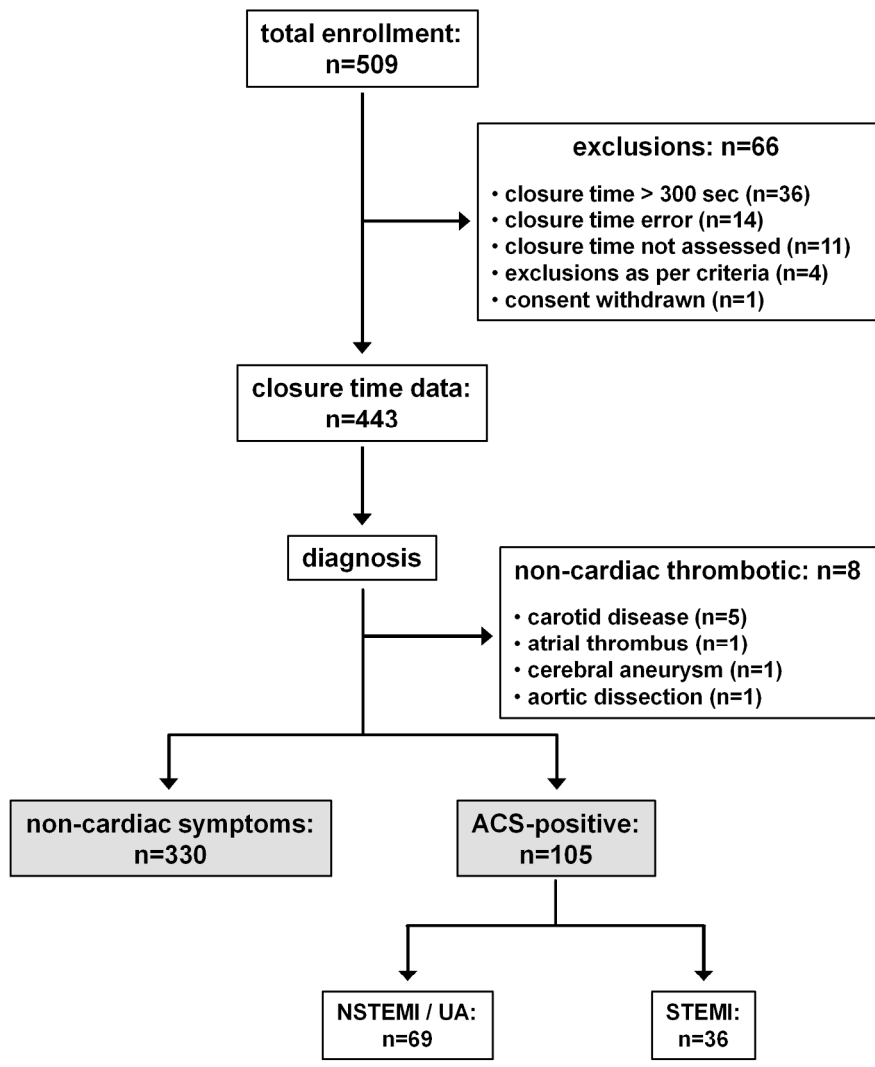 total enrollment:
n=509
exclusions: n=66
• closure time > 300 sec (n=36)
• closure time error (n=14)
• closure time not assessed (n=11)
• exclusions as per criteria (n=4)
• consent withdrawn (n=1)
closure time data:
n=443
diagnosis
non-cardiac thrombotic: n=8
• carotid disease (n=5)
• atrial thrombus (n=1)
• cerebral aneurysm (n=1)
• aortic dissection (n=1)
non-cardiac symptoms:
n=330
ACS-positive:
n=105
NSTEMI / UA:
n=69
STEMI:
n=36